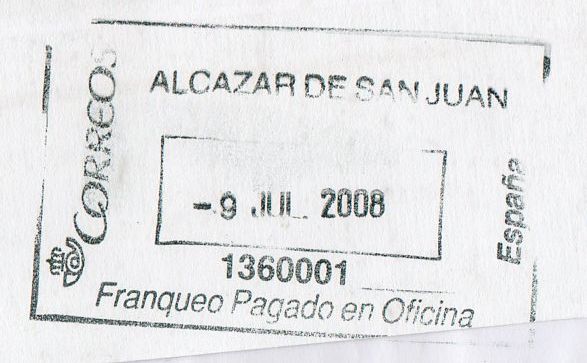 CORREOS
ALCAZAR DE SAN JUAN
-9 JUL. 2008
España
1360001
Franqueo Pagado en Oficina